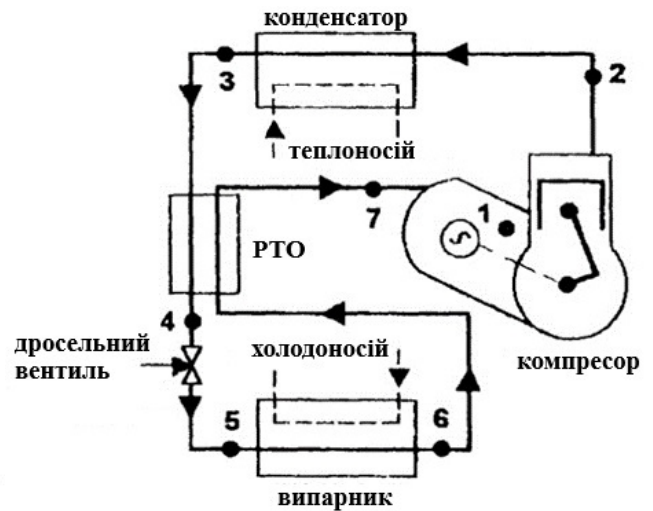 конденсатор
3
2
теплоносій
7
1
РТО
4
дросельний
вентиль
холодоносій
компресор
5
6
випарник